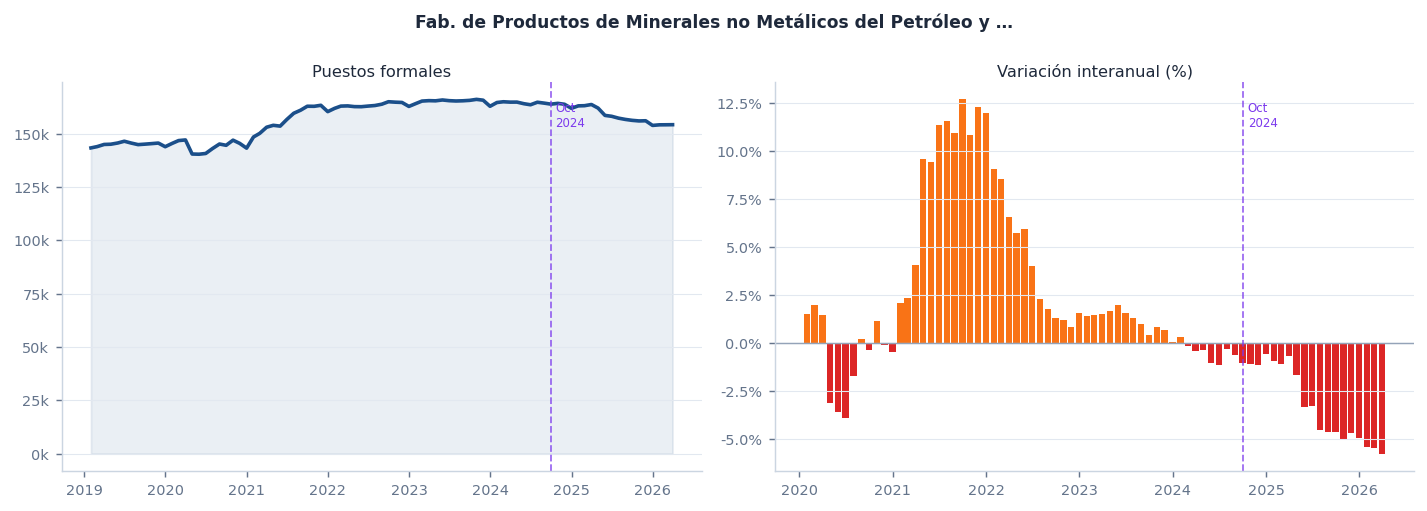 Fab. de Productos de Minerales no Metálicos del Petróleo y ...
Puestos formales
150k
125k
100k
75k
50k
25k
0k
2019 2020 2021 2022 2023 2024 2025 2026
Oct
2024
Variación interanual (%)
12.5%
10.0%
7.5%
5.0%
2.5%
0.0%
-2.5%
-5.0%
2020 2021 2022 2023 2024 2025 2026
Oct
2024